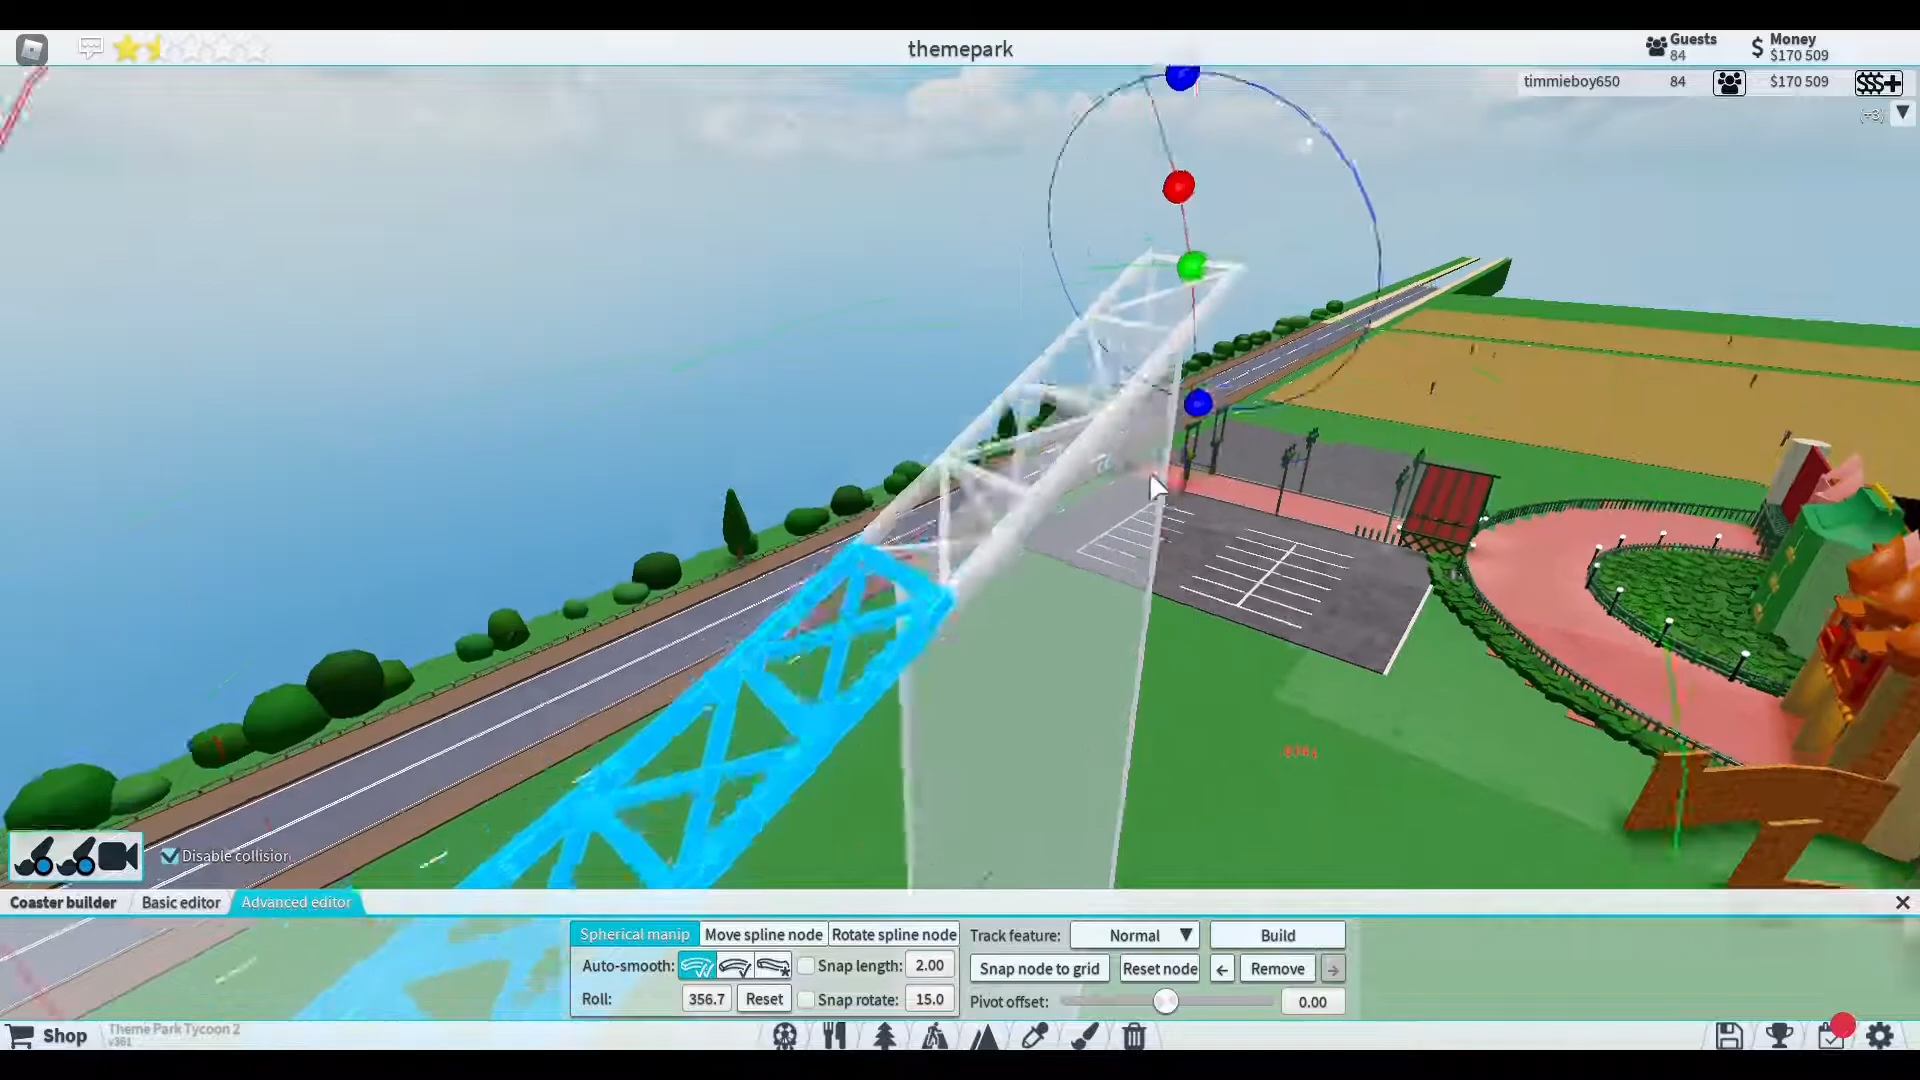 themepark
Guests
84
Money
$170 509
timmieboy650 84 $170 509
$$$+
(+3)
Disable collision
Coaster builder Basic editor Advanced editor
Spherical manip Move spline node Rotate spline node Track feature: Normal Build
Auto-smooth: Snap length: 2.00 Snap node to grid Reset node Remove
Roll: 356.7 Reset Snap rotate: 15.0 Pivot offset: 0.00
Shop
Theme Park Tycoon 2
v361